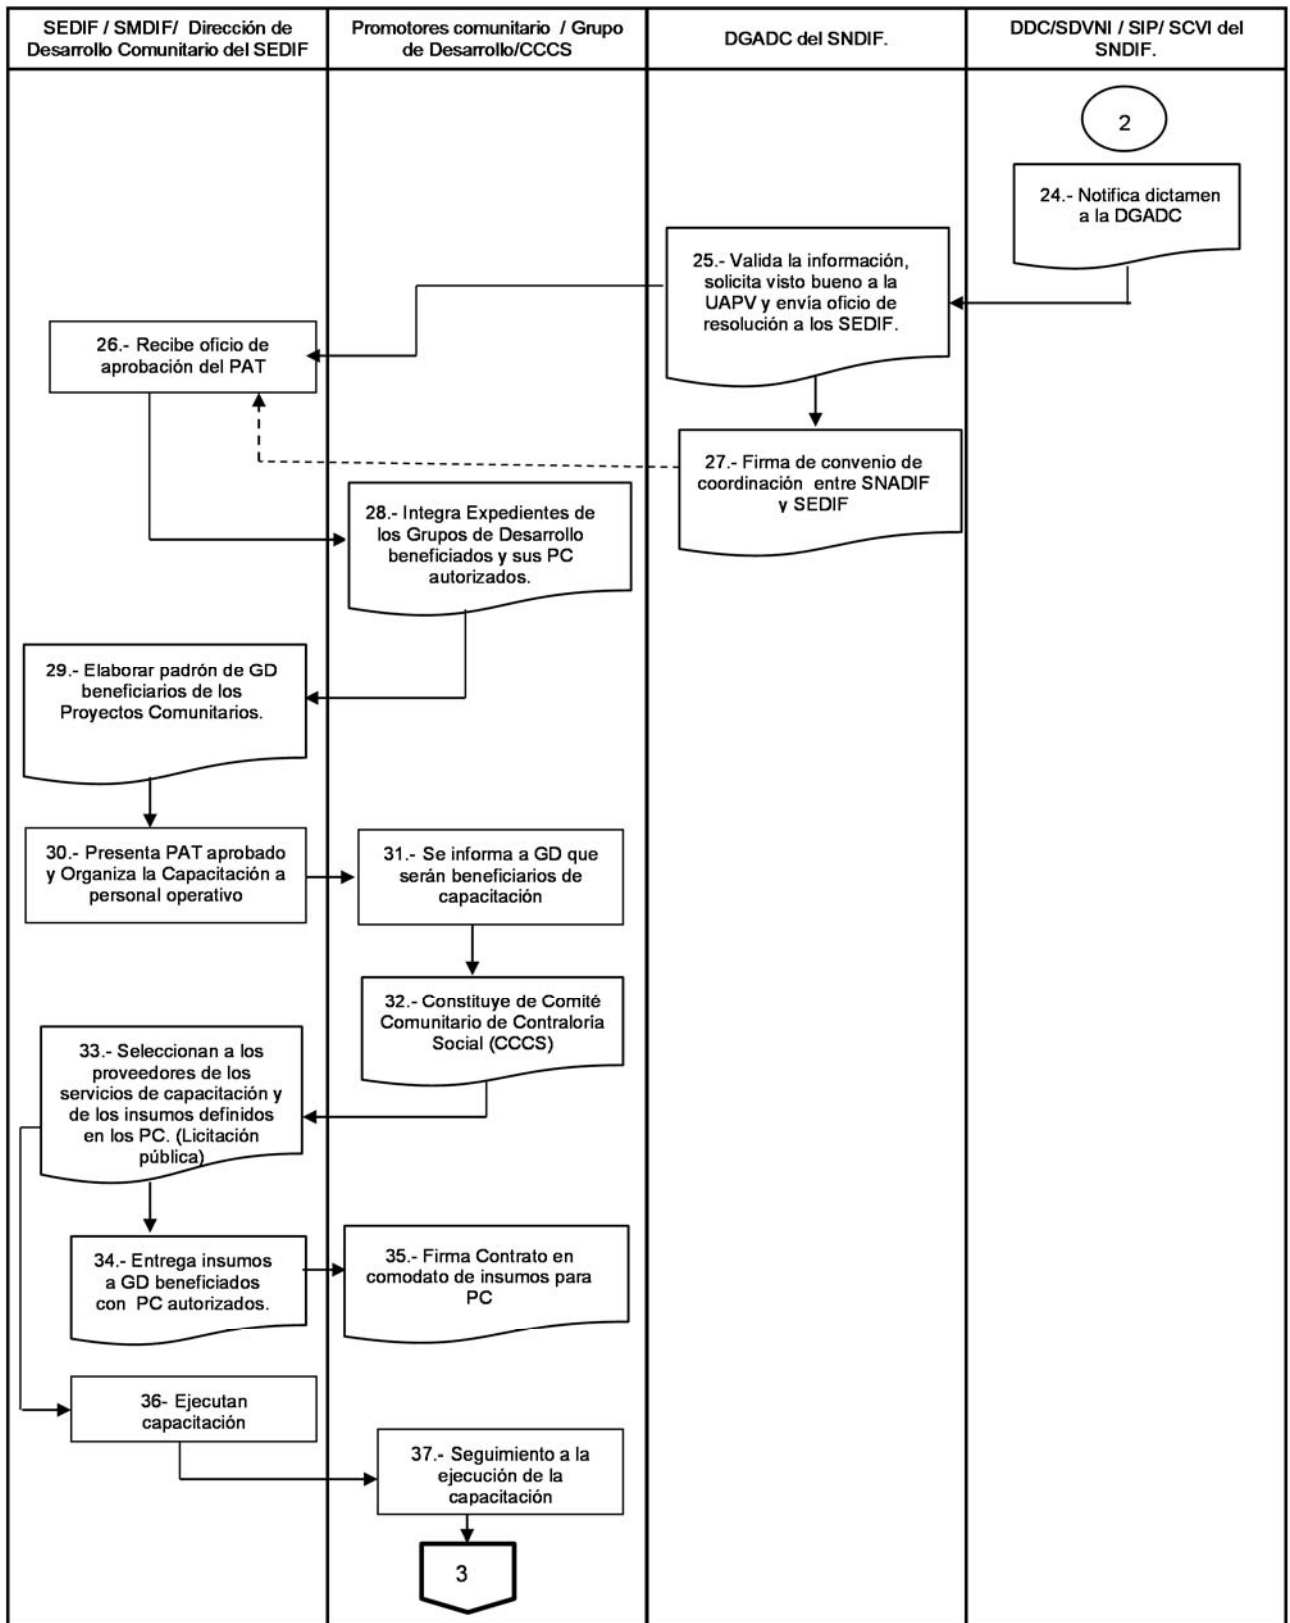 SEDIF / SMDIF/ Dirección de
Desarrollo Comunitario del SEDIF
Promotores comunitario / Grupo
de Desarrollo/CCCS
DGADC del SNDIF.
DDC/SDVNI / SIP/ SCVI del
SNDIF.
2
24.- Notifica dictamen
a la DGADC
25.- Valida la información,
solicita visto bueno a la
UAPV y envía oficio de
resolución a los SEDIF.
26.- Recibe oficio de
aprobación del PAT
27.- Firma de convenio de
coordinación entre SNADIF
y SEDIF
28.- Integra Expedientes de
los Grupos de Desarrollo
beneficiados y sus PC
autorizados.
29.- Elaborar padrón de GD
beneficiarios de los
Proyectos Comunitarios.
30.- Presenta PAT aprobado
y Organiza la Capacitación a
personal operativo
31.- Se informa a GD que
serán beneficiarios de
capacitación
32.- Constituye de Comité
Comunitario de Contraloría
Social (CCCS)
33.- Seleccionan a los
proveedores de los
servicios de capacitación y
de los insumos definidos
en los PC. (Licitación
pública)
34.- Entrega insumos
a GD beneficiados
con PC autorizados.
35.- Firma Contrato en
comodato de insumos para
PC
36- Ejecutan
capacitación
37.- Seguimiento a la
ejecución de la
capacitación
3